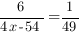 6/(4x-54) = 1/49